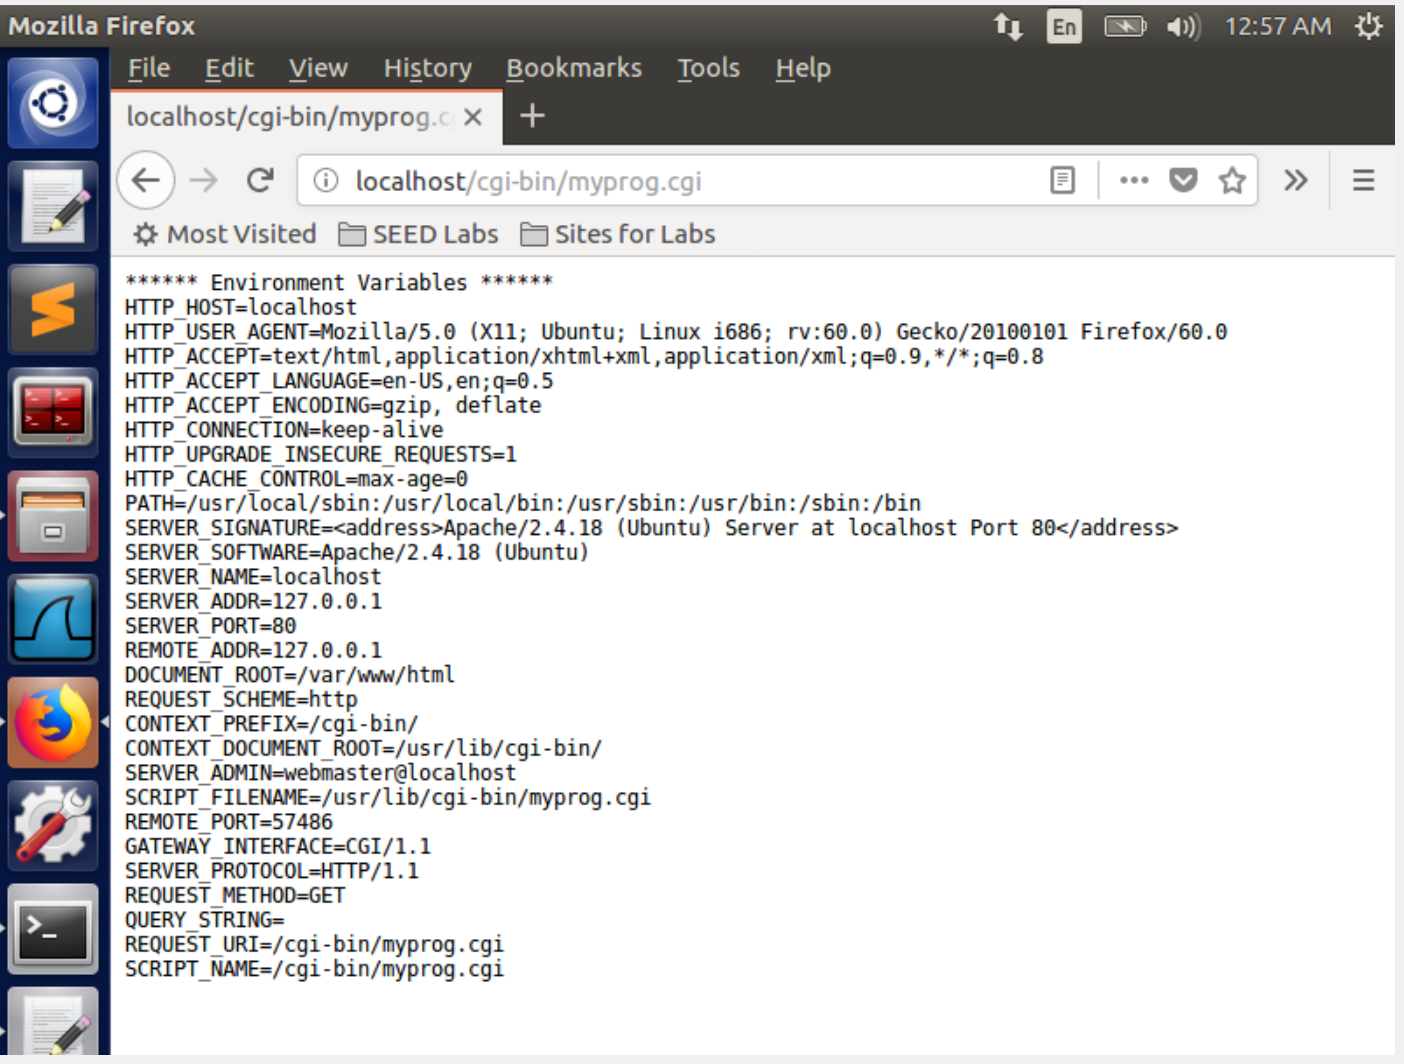 Mozilla Firefox
En
12:57 AM
File Edit View History Bookmarks Tools Help
localhost/cgi-bin/myprog.c
localhost/cgi-bin/myprog.cgi
Most Visited SEED Labs Sites for Labs
****** Environment Variables ******
HTTP_HOST=localhost
HTTP_USER_AGENT=Mozilla/5.0 (X11; Ubuntu; Linux i686; rv:60.0) Gecko/20100101 Firefox/60.0
HTTP_ACCEPT=text/html,application/xhtml+xml,application/xml;q=0.9,*/*;q=0.8
HTTP_ACCEPT_LANGUAGE=en-US,en;q=0.5
HTTP_ACCEPT_ENCODING=gzip, deflate
HTTP_CONNECTION=keep-alive
HTTP_UPGRADE_INSECURE_REQUESTS=1
HTTP_CACHE_CONTROL=max-age=0
PATH=/usr/local/sbin:/usr/local/bin:/usr/sbin:/usr/bin:/sbin:/bin
SERVER_SIGNATURE=<address>Apache/2.4.18 (Ubuntu) Server at localhost Port 80</address>
SERVER_SOFTWARE=Apache/2.4.18 (Ubuntu)
SERVER_NAME=localhost
SERVER_ADDR=127.0.0.1
SERVER_PORT=80
REMOTE_ADDR=127.0.0.1
DOCUMENT_ROOT=/var/www/html
REQUEST_SCHEME=http
CONTEXT_PREFIX=/cgi-bin/
CONTEXT_DOCUMENT_ROOT=/usr/lib/cgi-bin/
SERVER_ADMIN=webmaster@localhost
SCRIPT_FILENAME=/usr/lib/cgi-bin/myprog.cgi
REMOTE_PORT=57486
GATEWAY_INTERFACE=CGI/1.1
SERVER_PROTOCOL=HTTP/1.1
REQUEST_METHOD=GET
QUERY_STRING=
REQUEST_URI=/cgi-bin/myprog.cgi
SCRIPT_NAME=/cgi-bin/myprog.cgi